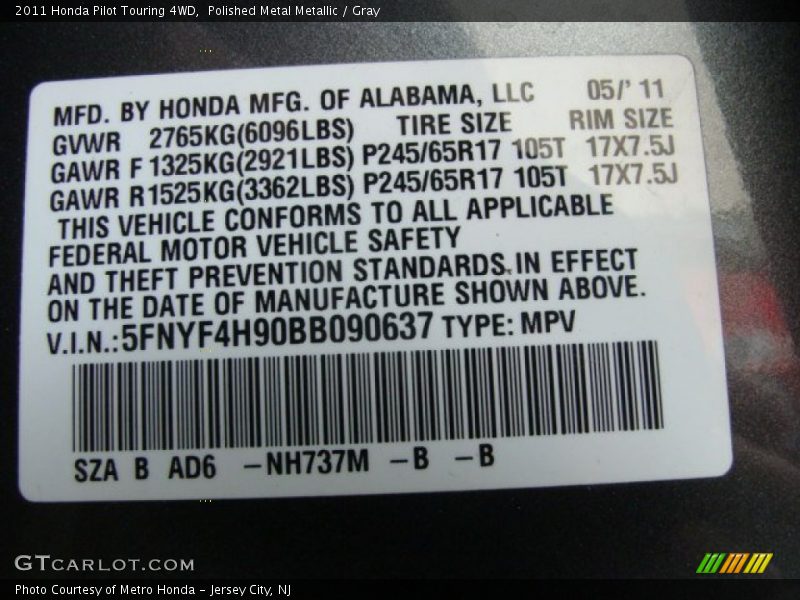 2011 Honda Pilot Touring 4WD,  Polished Metal Metallic / Gray
MFD. BY HONDA MFG. OF ALABAMA, LLC 05/' 11
GVWR 2765KG(6096LBS) TIRE SIZE RIM SIZE
GAWR F 1325KG(2921LBS) P245/65R17 105T 17X7.5J
GAWR R 1525KG(3362LBS) P245/65R17 105T 17X7.5J
THIS VEHICLE CONFORMS TO ALL APPLICABLE
FEDERAL MOTOR VEHICLE SAFETY
AND THEFT PREVENTION STANDARDS IN EFFECT
ON THE DATE OF MANUFACTURE SHOWN ABOVE.
V.I.N.:5FNYF4H90BB090637 TYPE: MPV
SZA B AD6 –NH737M –B –B
GTCARLOT.COM
Photo Courtesy of Metro Honda – Jersey City, NJ